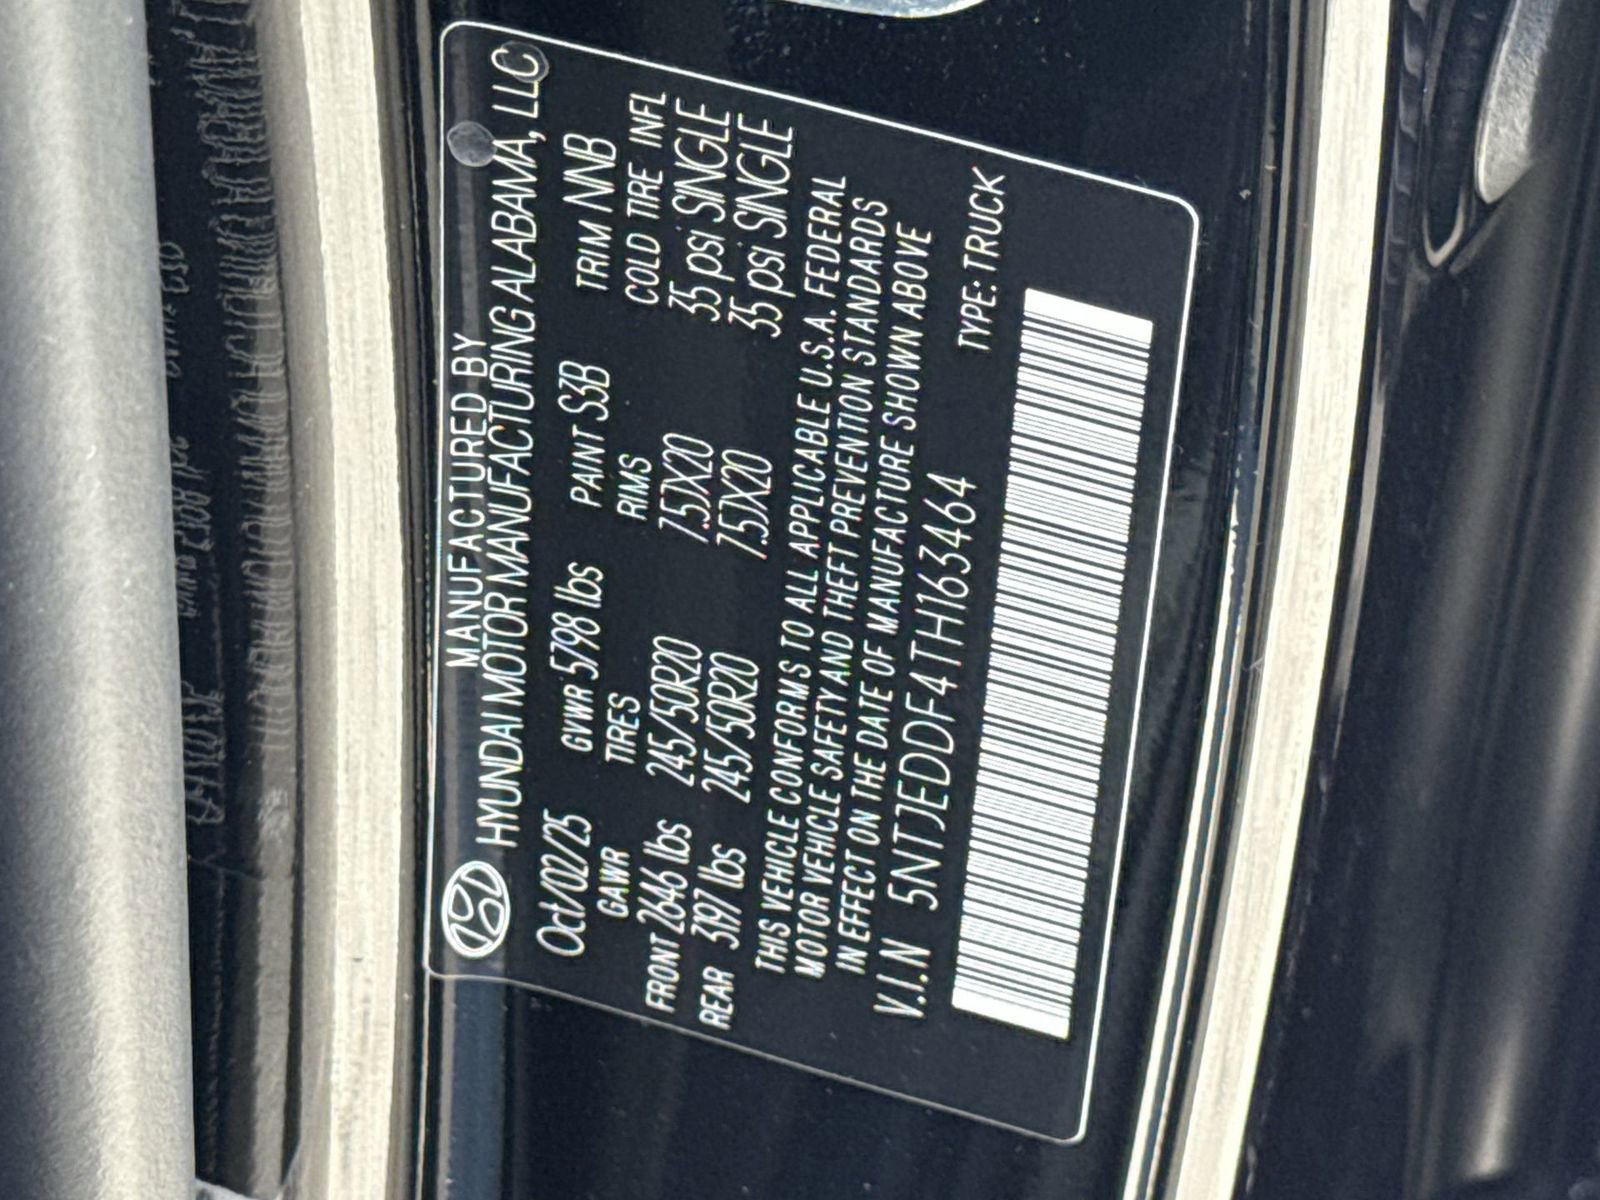 MANUFACTURED BY
HYUNDAI MOTOR MANUFACTURING ALABAMA, LLC
Oct/02/25 GVWR 5798 lbs PAINT S3B TRIM NNB
GAWR TIRES RIMS COLD TIRE INFL
FRONT 2646 lbs 245/50R20 7.5JX20 35 psi SINGLE
REAR 3197 lbs 245/50R20 7.5JX20 35 psi SINGLE
THIS VEHICLE CONFORMS TO ALL APPLICABLE U.S.A. FEDERAL
MOTOR VEHICLE SAFETY AND THEFT PREVENTION STANDARDS
IN EFFECT ON THE DATE OF MANUFACTURE SHOWN ABOVE
V.I.N 5NTJEDDF4TH163464 TYPE: TRUCK